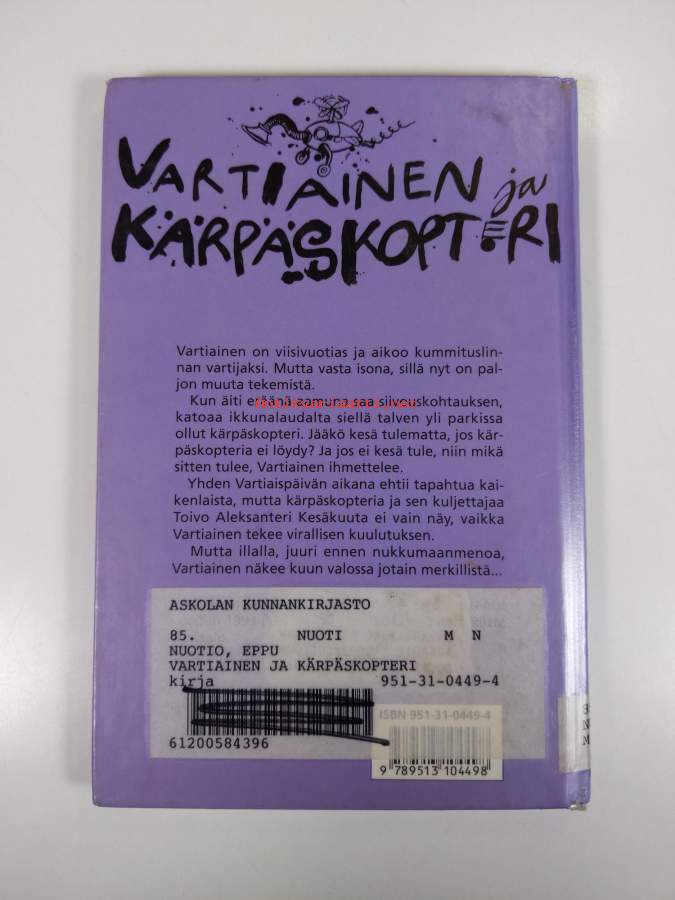 VARTIAINEN ja
KÄRPÄSKOPTERI
Vartiainen on viisivuotias ja aikoo kummituslin-
nan vartijaksi. Mutta vasta isona, sillä nyt on pal-
jon muuta tekemistä.
Kun äiti eräänä aamuna saa siivouskohtauksen,
katoaa ikkunalaudalta siellä talven yli parkissa
ollut kärpäskopteri. Jääkö kesä tulematta, jos kär-
päskopteria ei löydy? Ja jos ei kesä tule, niin mikä
sitten tulee, Vartiainen ihmettelee.
Yhden Vartiaispäivän aikana ehtii tapahtua kai-
kenlaista, mutta kärpäskopteria ja sen kuljettajaa
Toivo Aleksanteri Kesäkuuta ei vain näy, vaikka
Vartiainen tekee virallisen kuulutuksen.
Mutta illalla, juuri ennen nukkumaanmenoa,
Vartiainen näkee kuun valossa jotain merkillistä...
ASKOLAN KUNNANKIRJASTO
85. NUOTI M N
NUOTIO, EPPU
VARTIAINEN JA KÄRPÄSKOPTERI
kirja 951-31-0449-4
ISBN 951-31-0449-4
61200584396
9 789513 104498